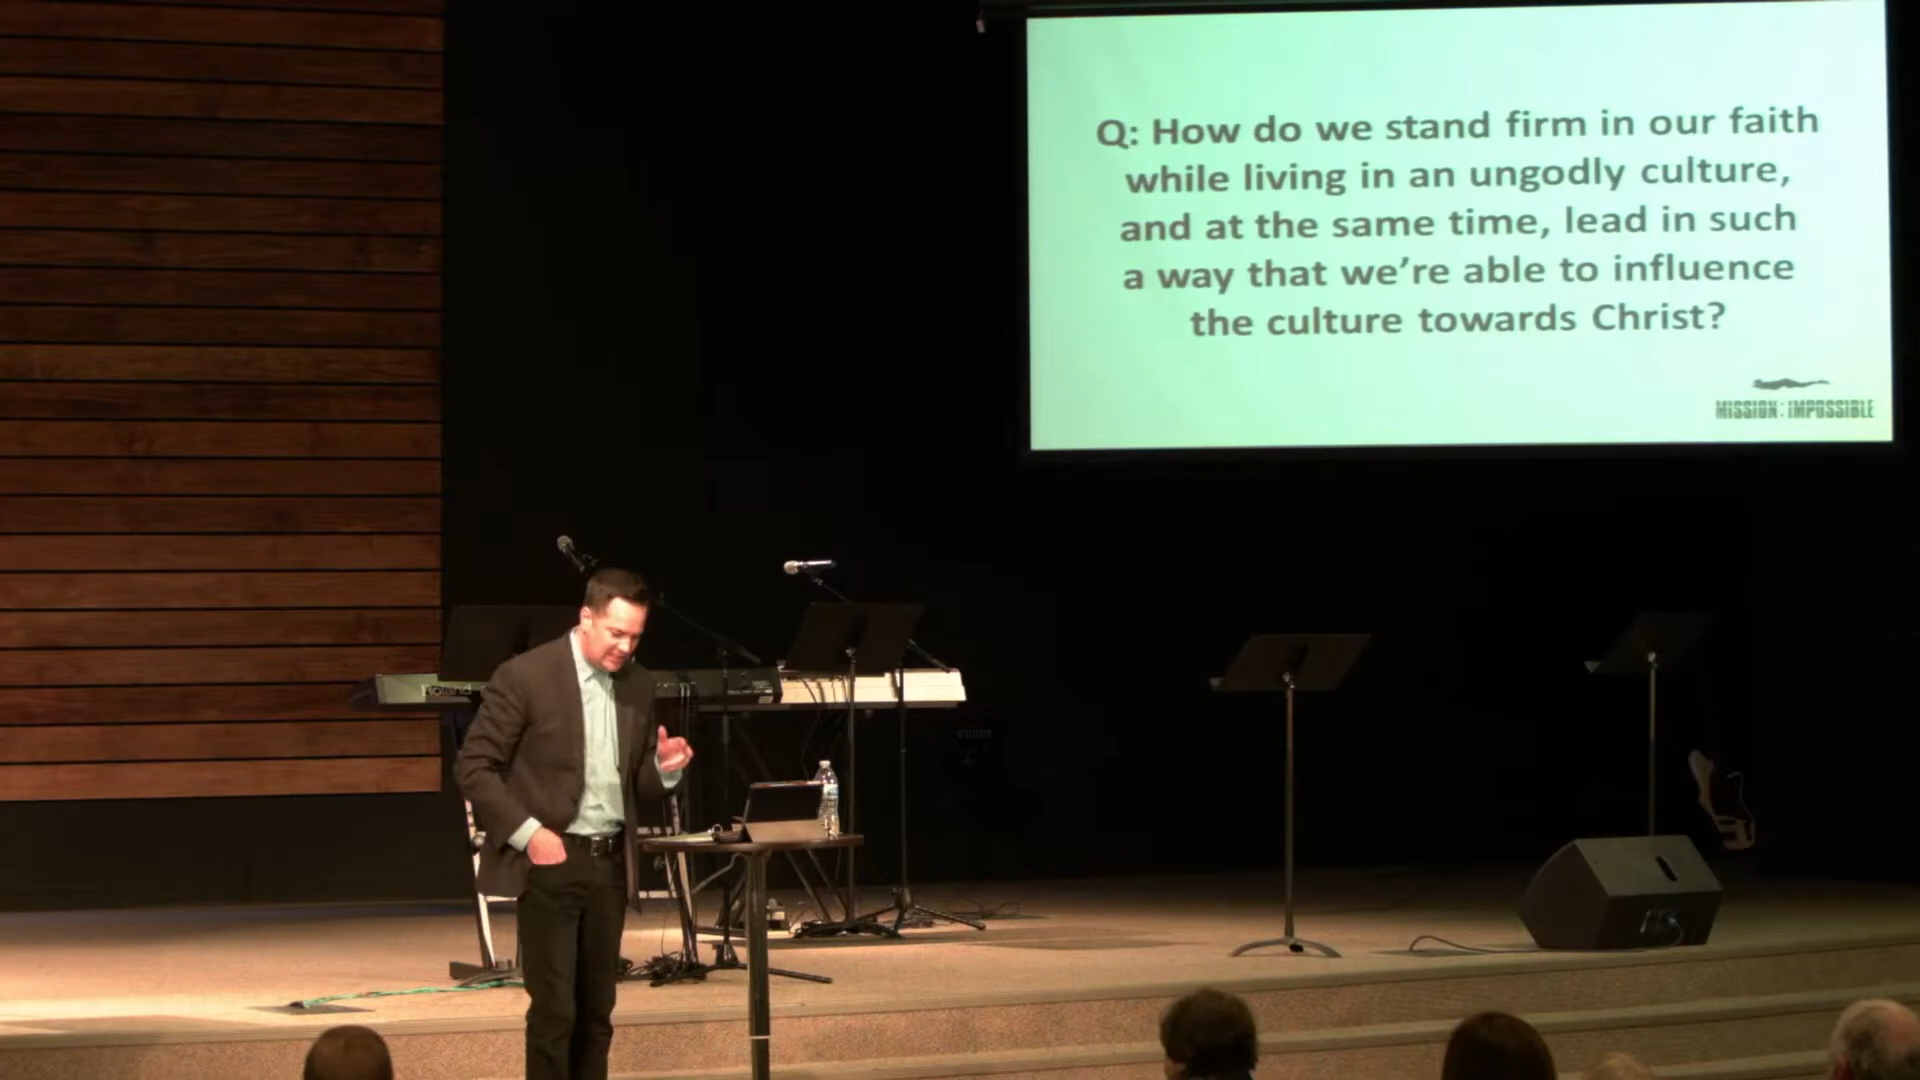 Q: How do we stand firm in our faith
while living in an ungodly culture,
and at the same time, lead in such
a way that we're able to influence
the culture towards Christ?
MISSION: IMPOSSIBLE
Roland